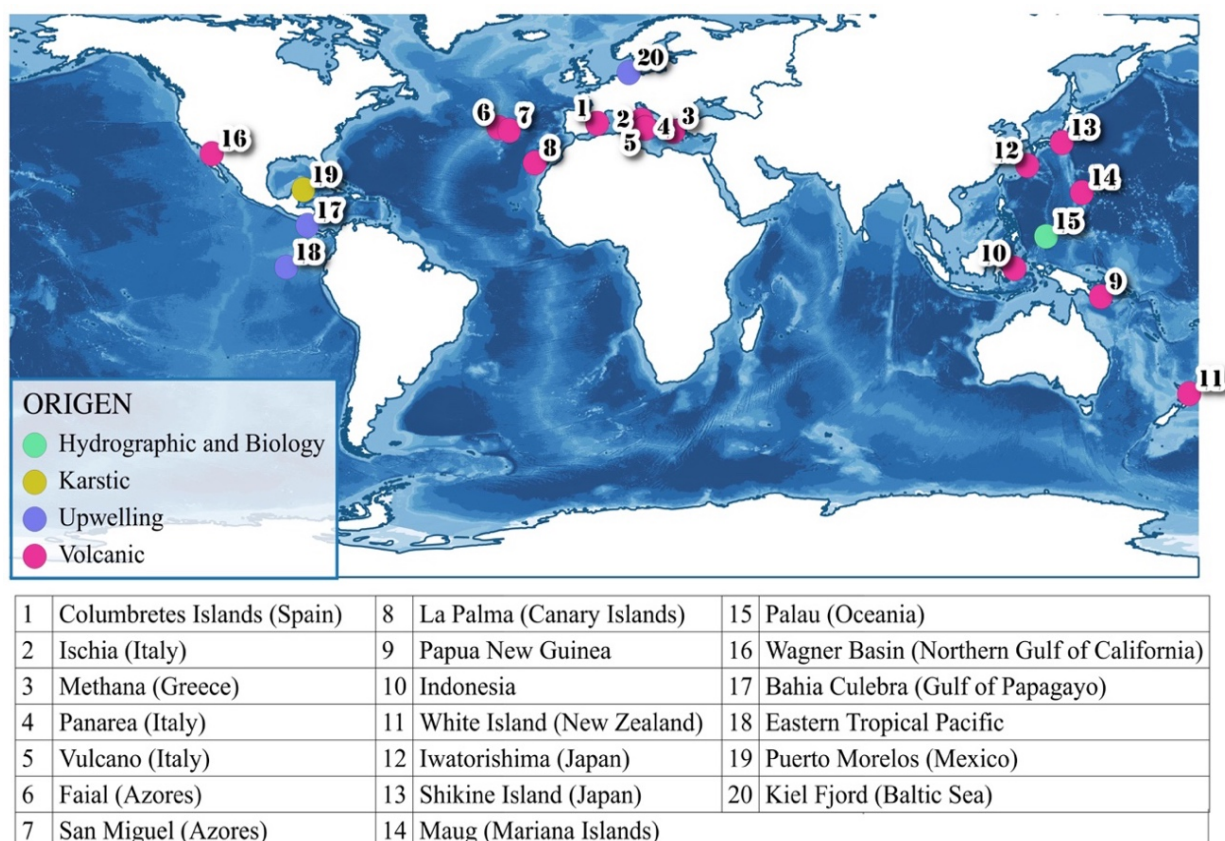 20
6
7
1
2
4
3
5
16
8
13
12
19
14
17
15
18
10
9
11
ORIGEN
Hydrographic and Biology
Karstic
Upwelling
Volcanic
1 Columbretes Islands (Spain) 8 La Palma (Canary Islands) 15 Palau (Oceania)
2 Ischia (Italy) 9 Papua New Guinea 16 Wagner Basin (Northern Gulf of California)
3 Methana (Greece) 10 Indonesia 17 Bahia Culebra (Gulf of Papagayo)
4 Panarea (Italy) 11 White Island (New Zealand) 18 Eastern Tropical Pacific
5 Vulcano (Italy) 12 Iwatorishima (Japan) 19 Puerto Morelos (Mexico)
6 Faial (Azores) 13 Shikine Island (Japan) 20 Kiel Fjord (Baltic Sea)
7 San Miguel (Azores) 14 Maug (Mariana Islands)